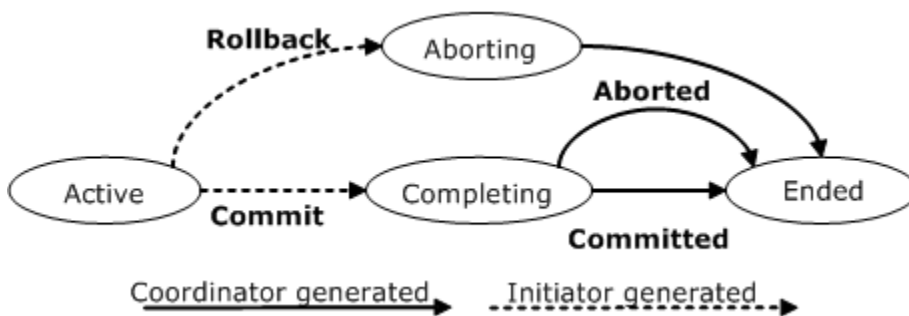 Rollback
Aborting
Aborted
Active
Completing
Ended
Commit
Committed
Coordinator generated
Initiator generated